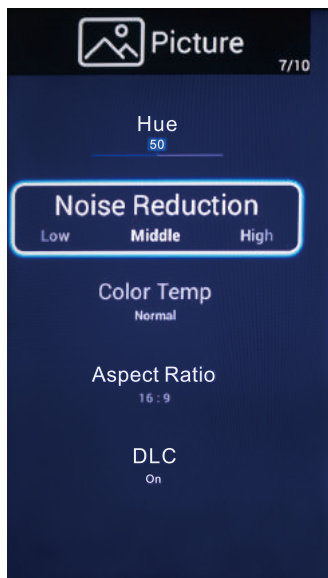 Picture
7/10
Hue
50
Noise Reduction
Low Middle High
Color Temp
Normal
Aspect Ratio
16 : 9
DLC
On